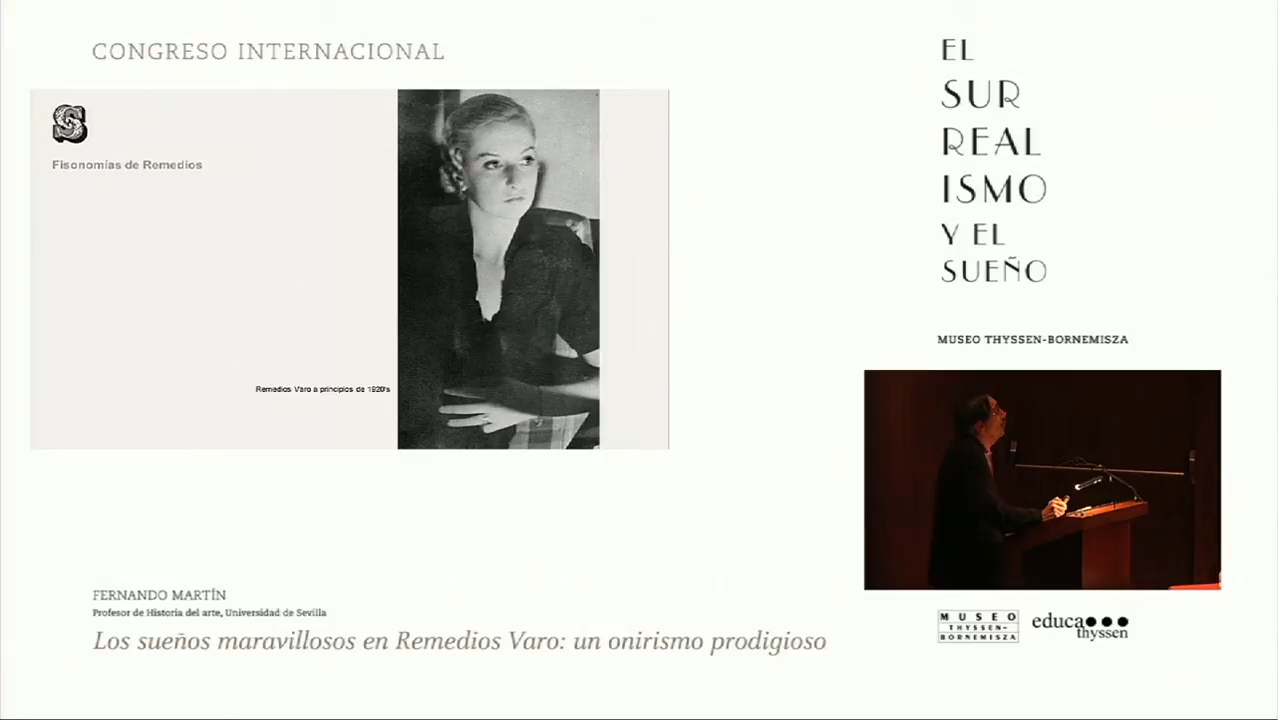 CONGRESO INTERNACIONAL
S
Fisonomías de Remedios
Remedios Varo a principios de 1920's
EL
SUR
REAL
ISMO
Y EL
SUEÑO
MUSEO THYSSEN-BORNEMISZA
FERNANDO MARTÍN
Profesor de Historia del arte, Universidad de Sevilla
Los sueños maravillosos en Remedios Varo: un onirismo prodigioso
MUSEO
THYSSEN-
BORNEMISZA
educa
thyssen